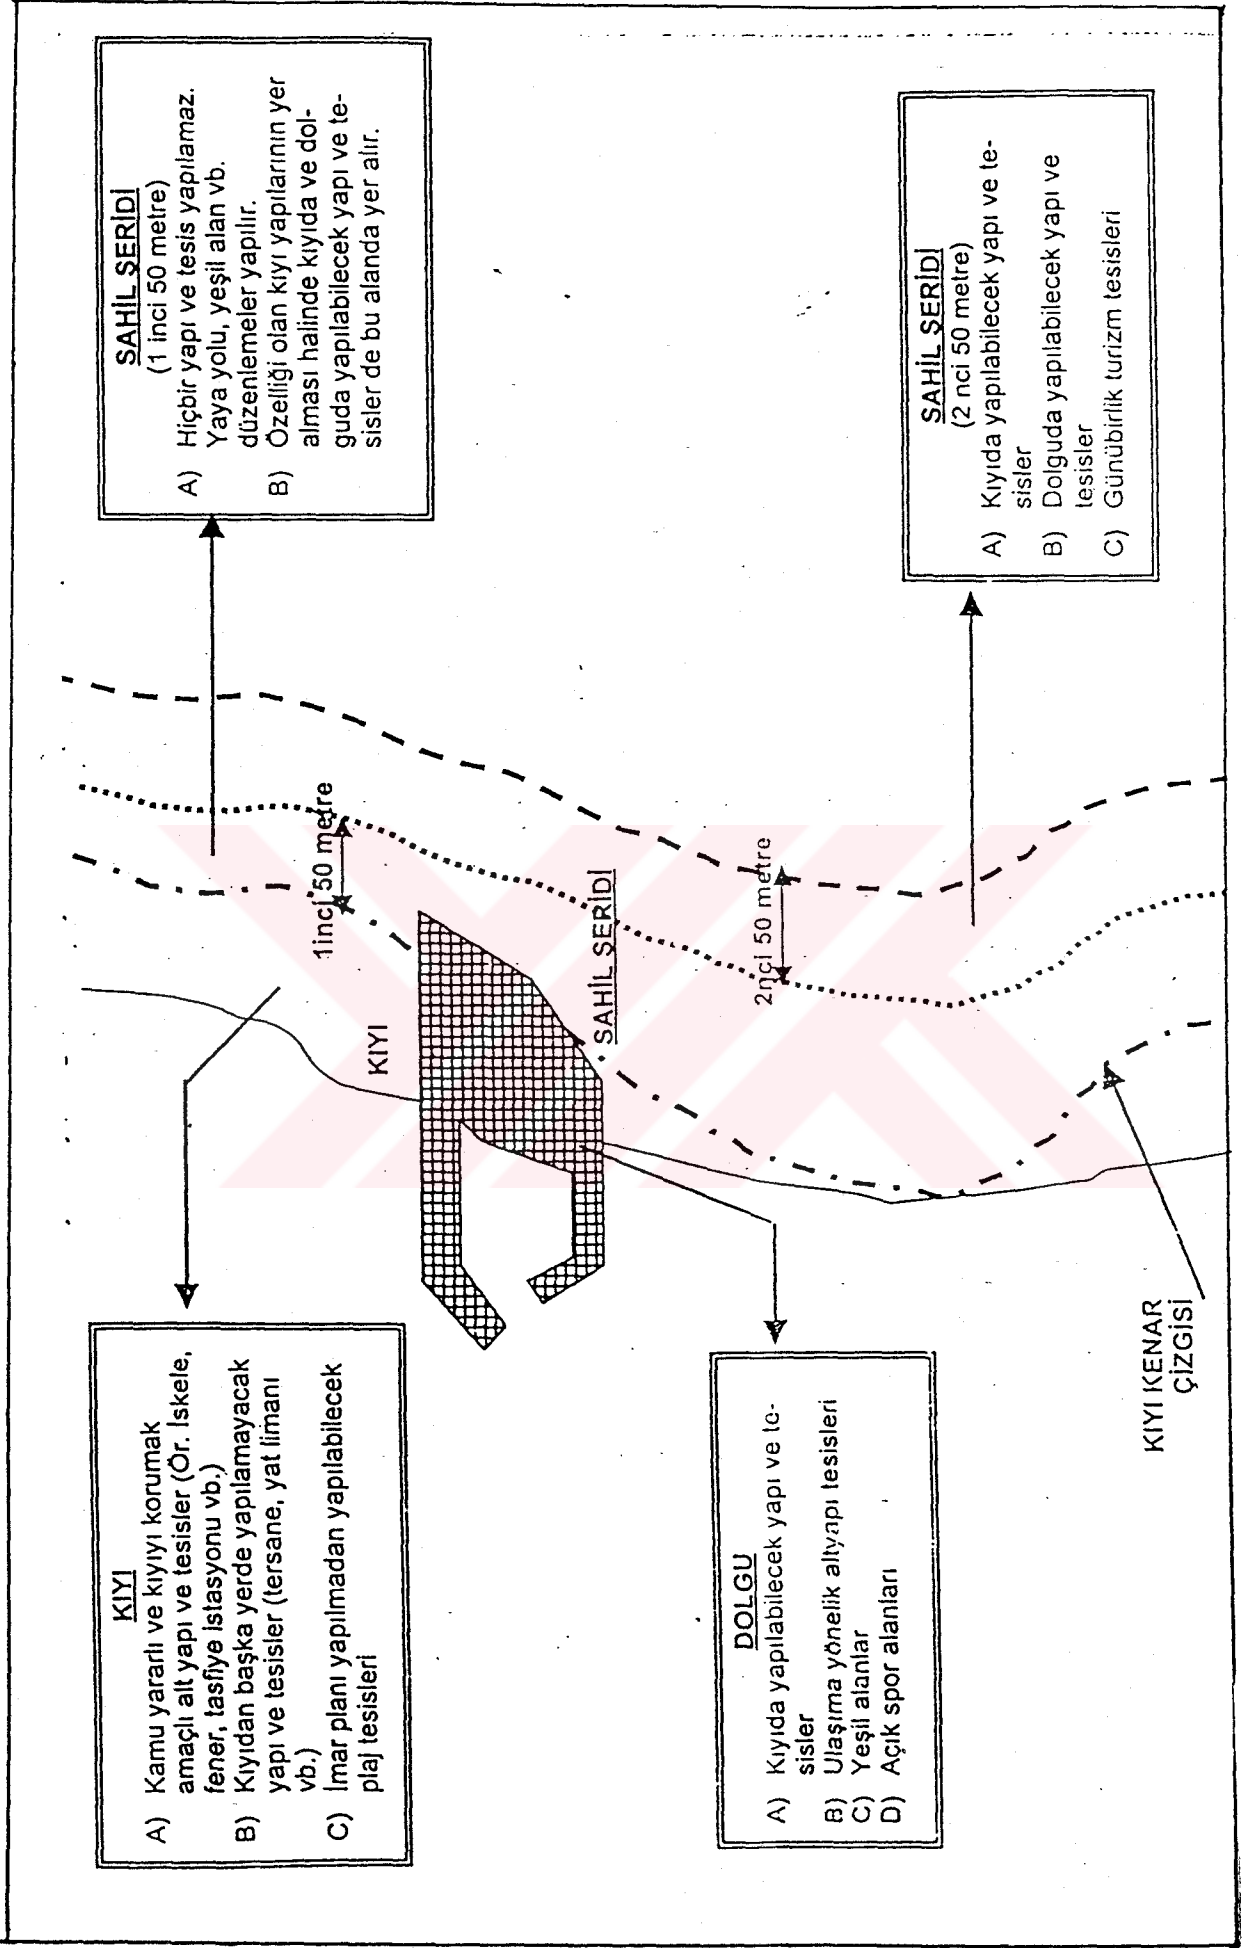 KIYI
A) Kamu yararlı ve kıyıyı korumak
amaçlı alt yapı ve tesisler (Ör. İskele,
fener, tasfiye istasyonu vb.)
B) Kıyıdan başka yerde yapılamayacak
yapı ve tesisler (tersane, yat limanı
vb.)
C) İmar planı yapılmadan yapılabilecek
plaj tesisleri
SAHİL ŞERİDİ
(1 inci 50 metre)
A) Hiçbir yapı ve tesis yapılamaz.
Yaya yolu, yeşil alan vb.
düzenlemeler yapılır.
B) Özelliği olan kıyı yapılarının yer
alması halinde kıyıda ve dol-
guda yapılabilecek yapı ve te-
sisler de bu alanda yer alır.
1inci 50 metre
KIYI
SAHİL ŞERİDİ
2nci 50 metre
DOLGU
A) Kıyıda yapılabilecek yapı ve te-
sisler
B) Ulaşıma yönelik altyapı tesisleri
C) Yeşil alanlar
D) Açık spor alanları
SAHİL ŞERİDİ
(2 nci 50 metre)
A) Kıyıda yapılabilecek yapı ve te-
sisler
B) Dolguda yapılabilecek yapı ve
tesisler
C) Günübirlik turizm tesisleri
KIYI KENAR
ÇİZGİSİ